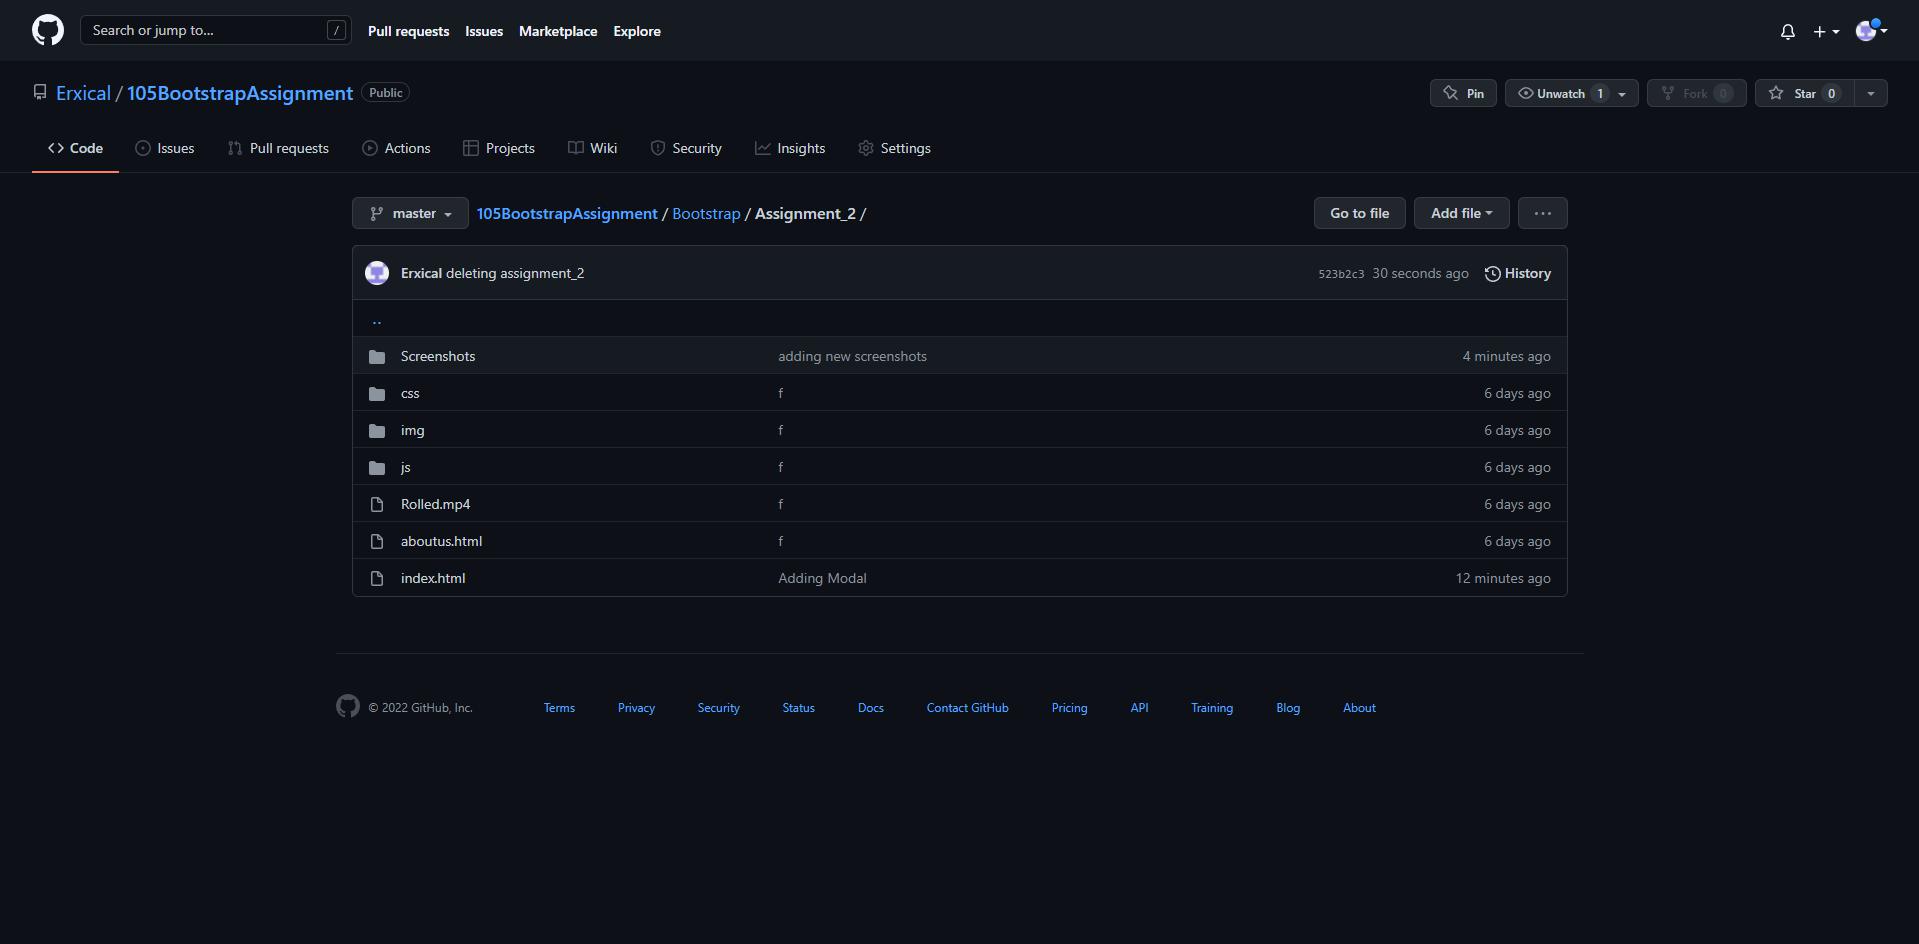 Search or jump to... / Pull requests Issues Marketplace Explore
Erxical / 105BootstrapAssignment Public Pin Unwatch 1 Fork 0 Star 0
Code Issues Pull requests Actions Projects Wiki Security Insights Settings
master 105BootstrapAssignment / Bootstrap / Assignment_2 / Go to file Add file ...
Erxical deleting assignment_2 523b2c3 30 seconds ago History
..
Screenshots adding new screenshots 4 minutes ago
css f 6 days ago
img f 6 days ago
js f 6 days ago
Rolled.mp4 f 6 days ago
aboutus.html f 6 days ago
index.html Adding Modal 12 minutes ago
© 2022 GitHub, Inc. Terms Privacy Security Status Docs Contact GitHub Pricing API Training Blog About